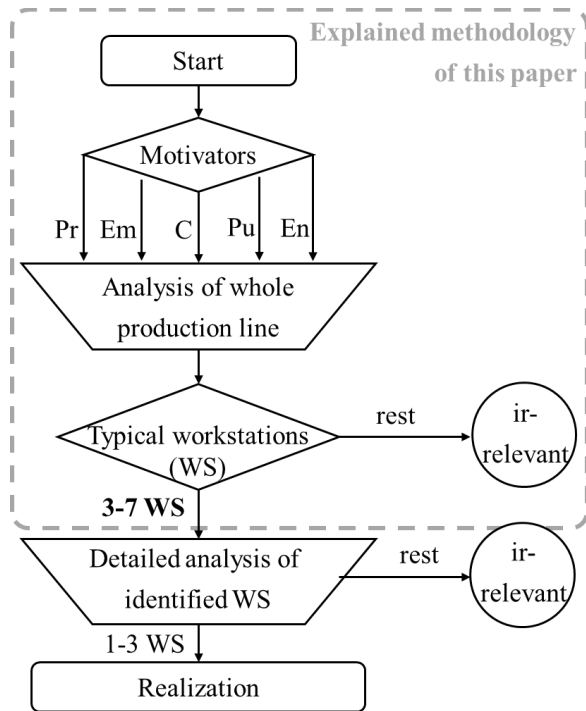 Explained methodology
of this paper
Start
Motivators
Pr Em C Pu En
Analysis of whole
production line
Typical workstations
(WS)
rest
ir-
relevant
3-7 WS
Detailed analysis of
identified WS
rest
ir-
relevant
1-3 WS
Realization